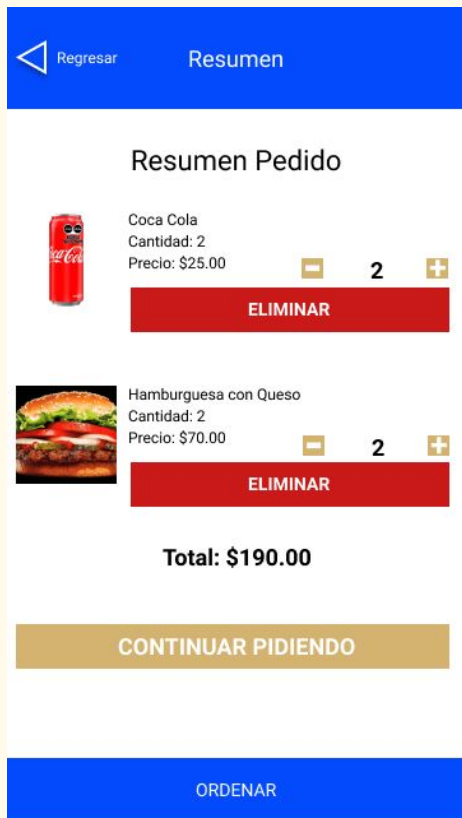 Regresar
Resumen
Resumen Pedido
Coca Cola
Cantidad: 2
Precio: $25.00
2
ELIMINAR
Hamburguesa con Queso
Cantidad: 2
Precio: $70.00
2
ELIMINAR
Total: $190.00
CONTINUAR PIDIENDO
ORDENAR